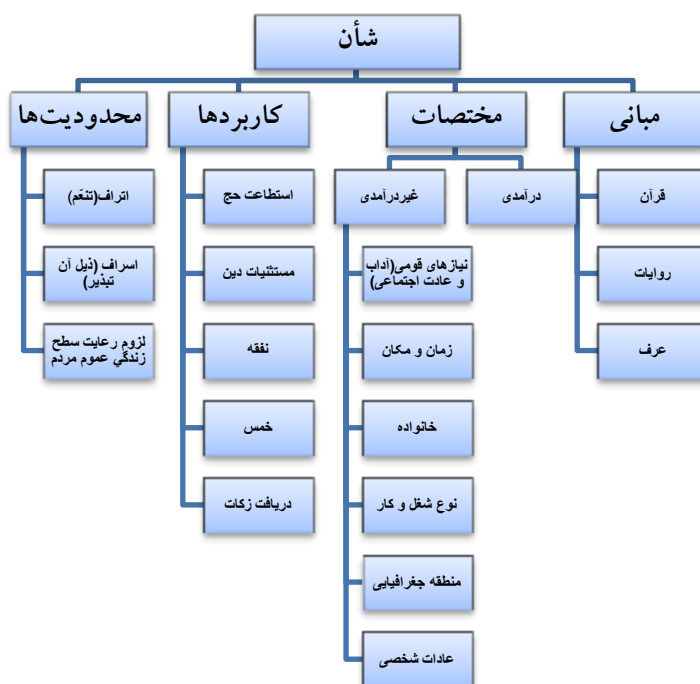 شأن
مبانی
قرآن
روایات
عرف
مختصات
درآمدی
غیردرآمدی
نیازهای قومی(آداب
و عادت اجتماعی)
زمان و مکان
خانواده
نوع شغل و کار
منطقه جغرافیایی
عادات شخصی
کاربردها
استطاعت حج
مستثنیات دین
نفقه
خمس
دریافت زکات
محدودیت‌ها
اتراف(تنعّم)
اسراف (ذیل آن
تبذیر)
لزوم رعایت سطح
زندگي عموم مردم